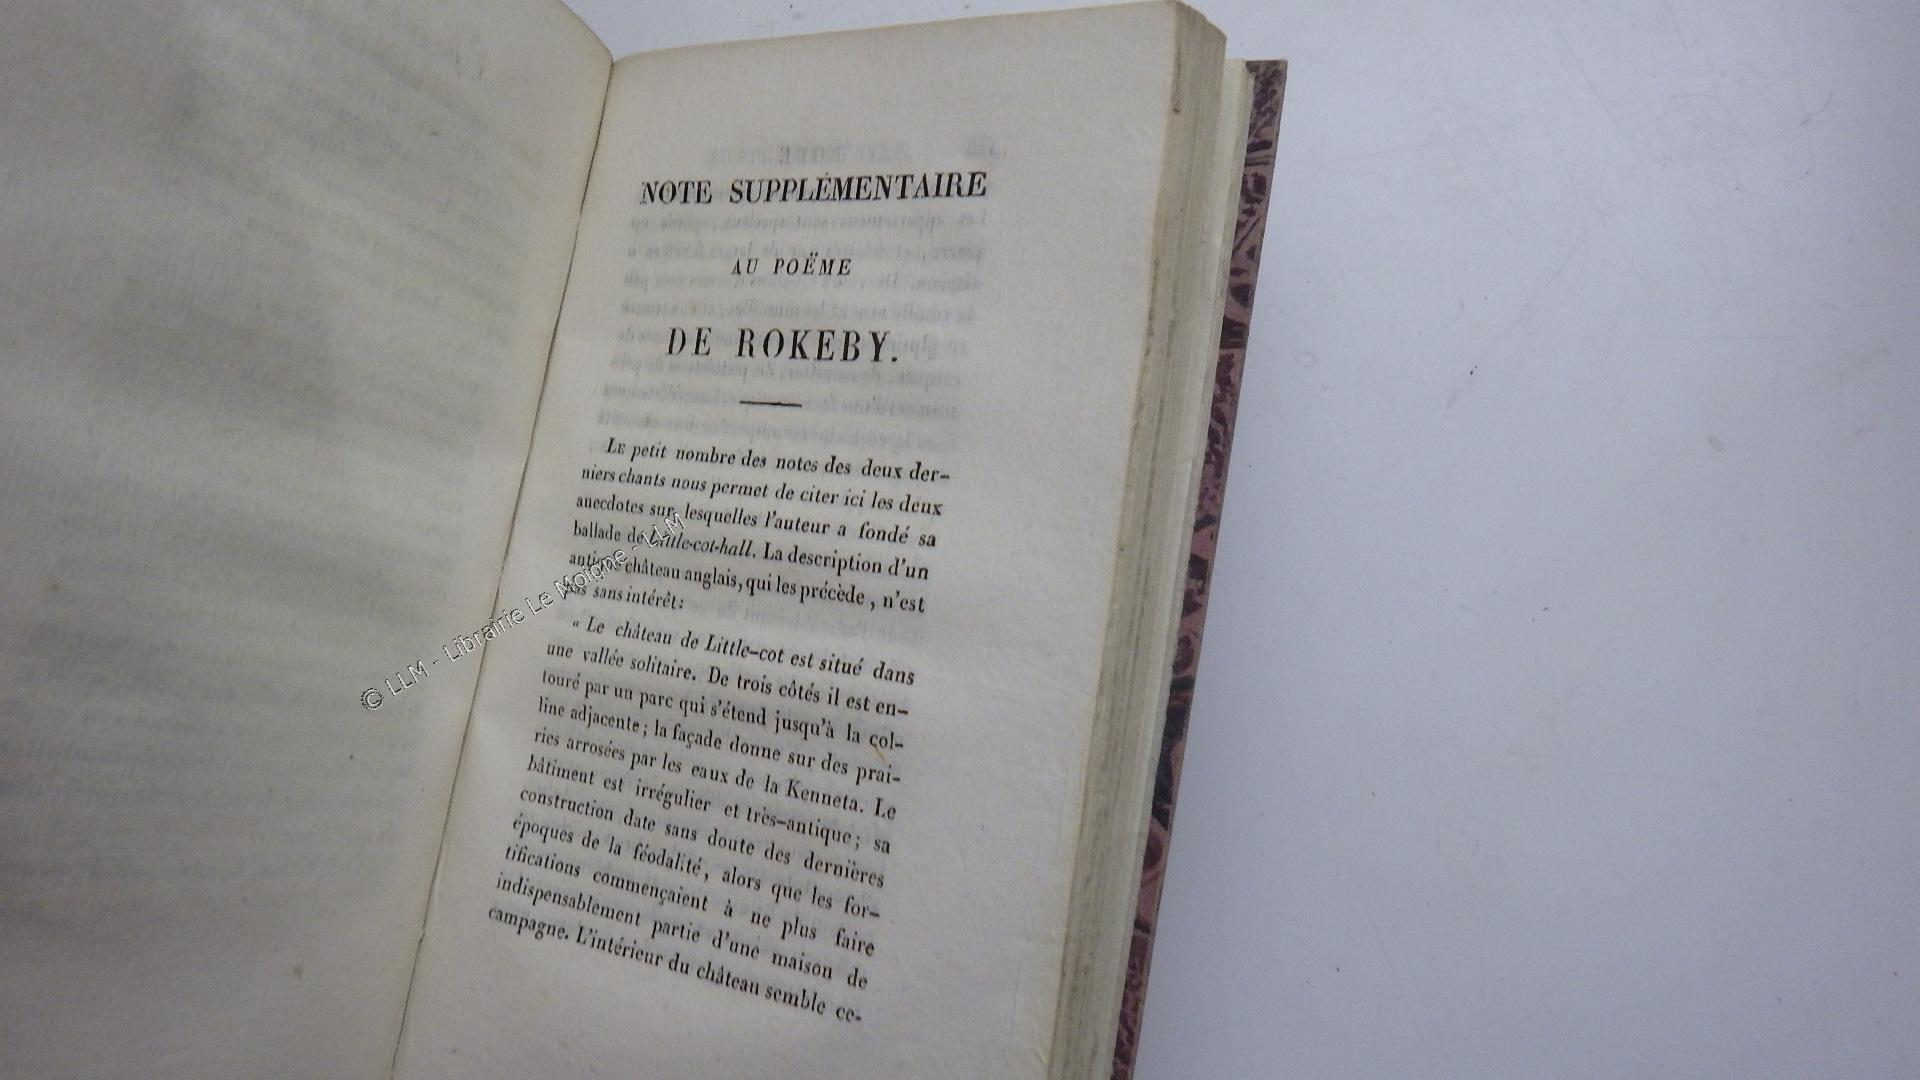 NOTE SUPPLÉMENTAIRE
AU POËME
DE ROKEBY.
Le petit nombre des notes des deux der-
niers chants nous permet de citer ici les deux
anecdotes sur lesquelles l'auteur a fondé sa
ballade de Little-cot-hall. La description d'un
antique château anglais, qui les précède, n'est
pas sans intérêt:
« Le château de Little-cot est situé dans
une vallée solitaire. De trois côtés il est en-
touré par un parc qui s'étend jusqu'à la col-
line adjacente; la façade donne sur des prai-
ries arrosées par les eaux de la Kenneta. Le
bâtiment est irrégulier et très-antique; sa
construction date sans doute des dernières
époques de la féodalité, alors que les for-
tifications commençaient à ne plus faire
indispensablement partie d'une maison de
campagne. L'intérieur du château semble ce-
© LLM - Librairie Le Moigne - LLM